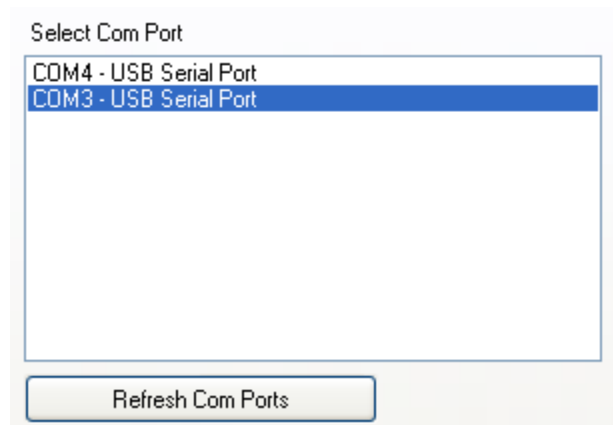 Select Com Port
COM4 - USB Serial Port
COM3 - USB Serial Port
Refresh Com Ports